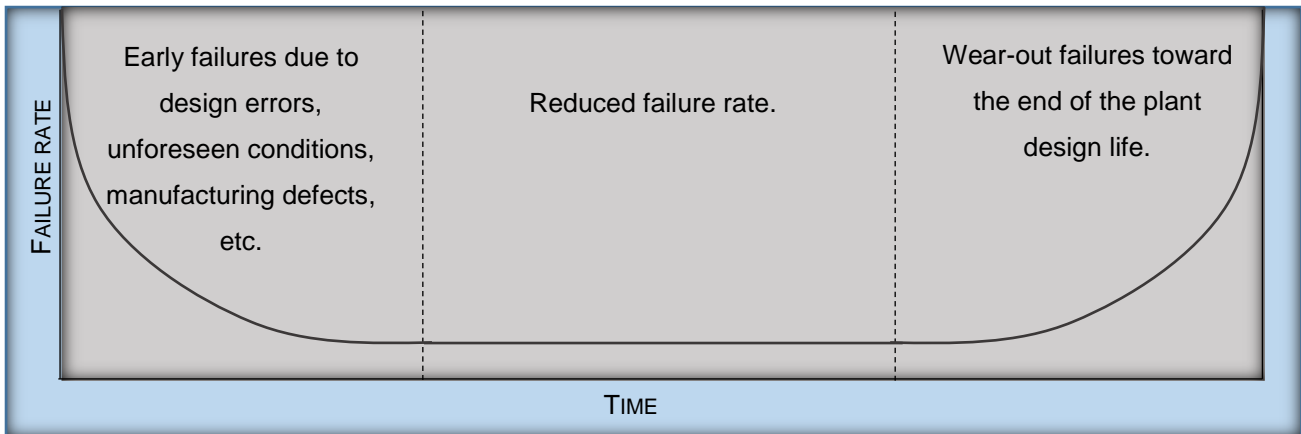 FAILURE RATE
Early failures due to
design errors,
unforeseen conditions,
manufacturing defects,
etc.
Reduced failure rate.
Wear-out failures toward
the end of the plant
design life.
TIME